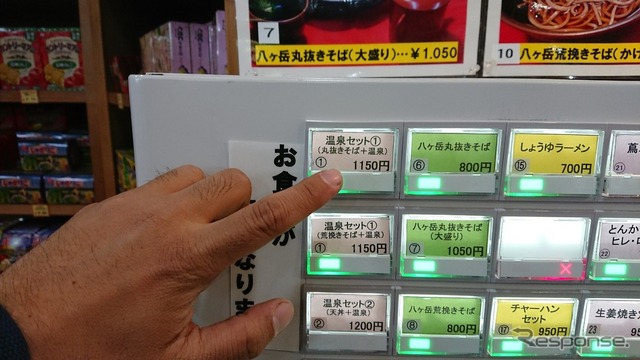 7
八ヶ岳丸抜きそば(大盛り)…￥1,050
10 八ヶ岳荒挽きそば(かけ
温泉セット①
(丸抜きそば＋温泉)
① 1150円
八ヶ岳丸抜きそば
⑥ 800円
しょうゆラーメン
⑮ 700円
21
温泉セット①
(荒挽きそば＋温泉)
① 1150円
八ヶ岳丸抜きそば
(大盛り)
⑦ 1050円
×
とんか
ヒレ・ロ
22
温泉セット②
(天丼＋温泉)
② 1200円
八ヶ岳荒挽きそば
⑧ 800円
チャーハン
セット
⑰ 950円
生姜焼き
23 95
お食
が
なりま
Response.